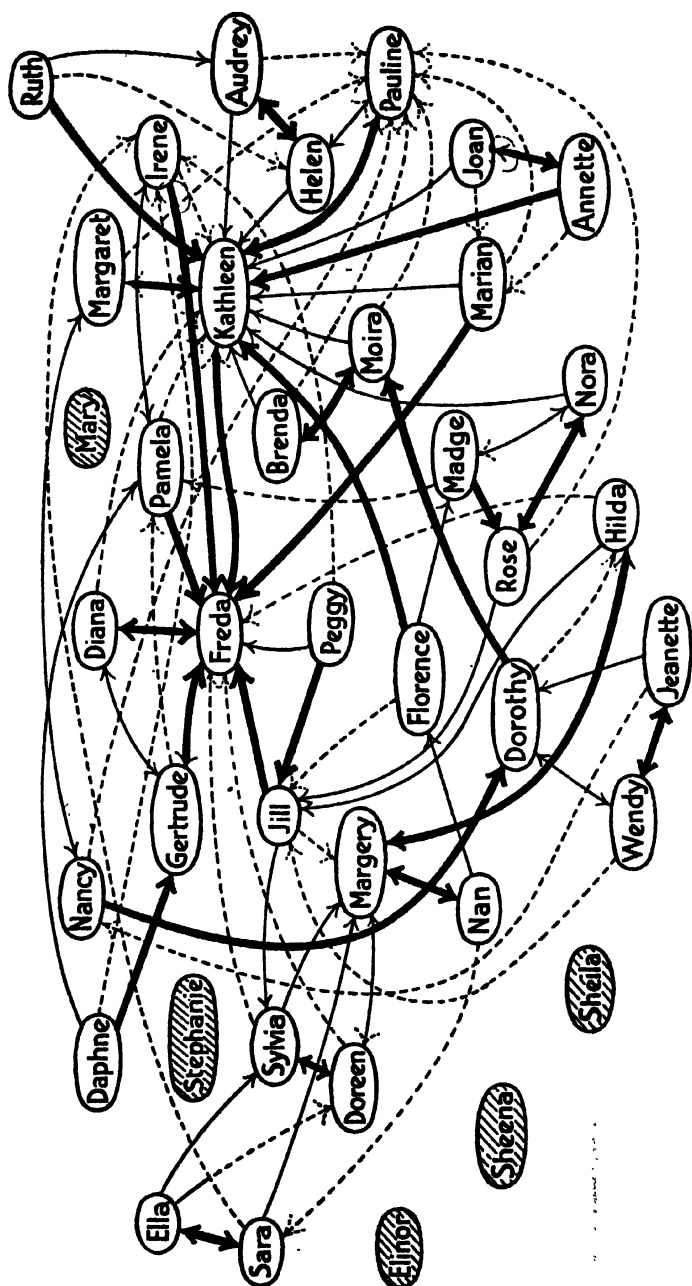 Ruth
Audrey
Pauline
Irene
Helen
Joan
Annette
Margaret
Kathleen
Marian
Moira
Mary
Brenda
Nora
Pamela
Madge
Hilda
Rose
Diana
Freda
Peggy
Florence
Dorothy
Jeanette
Gertrude
Jill
Wendy
Nancy
Margery
Nan
Daphne
Stephanie
Sylvia
Doreen
Sheila
Sheena
Ella
Sara
Elinor